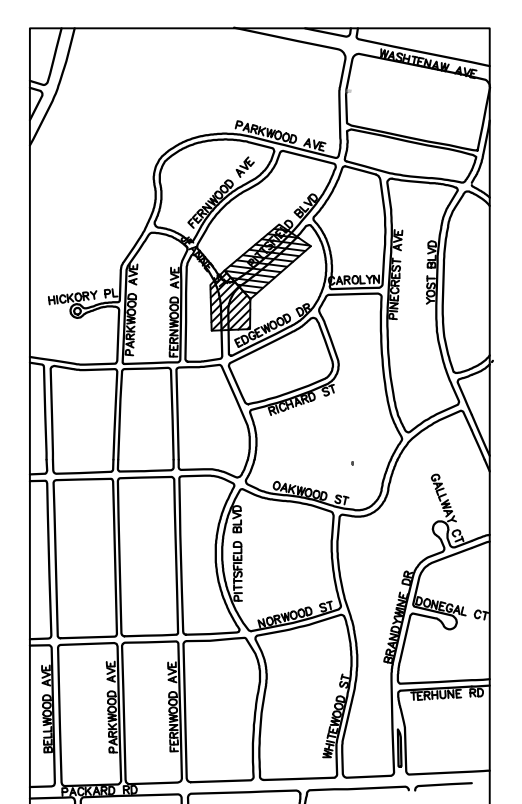 WASHTENAW AVE
PARKWOOD AVE
FERNWOOD AVE
PITTSFIELD BLVD
DEANNE
PINECREST AVE
YOST BLVD
CAROLYN
HICKORY PL
PARKWOOD AVE
FERNWOOD AVE
EDGEWOOD DR
RICHARD ST
OAKWOOD ST
GALLWAY CT
PITTSFIELD BLVD
BRANDYWINE DR
DONEGAL CT
NORWOOD ST
BELLWOOD AVE
PARKWOOD AVE
FERNWOOD AVE
WHITEWOOD ST
TERHUNE RD
PACKARD RD